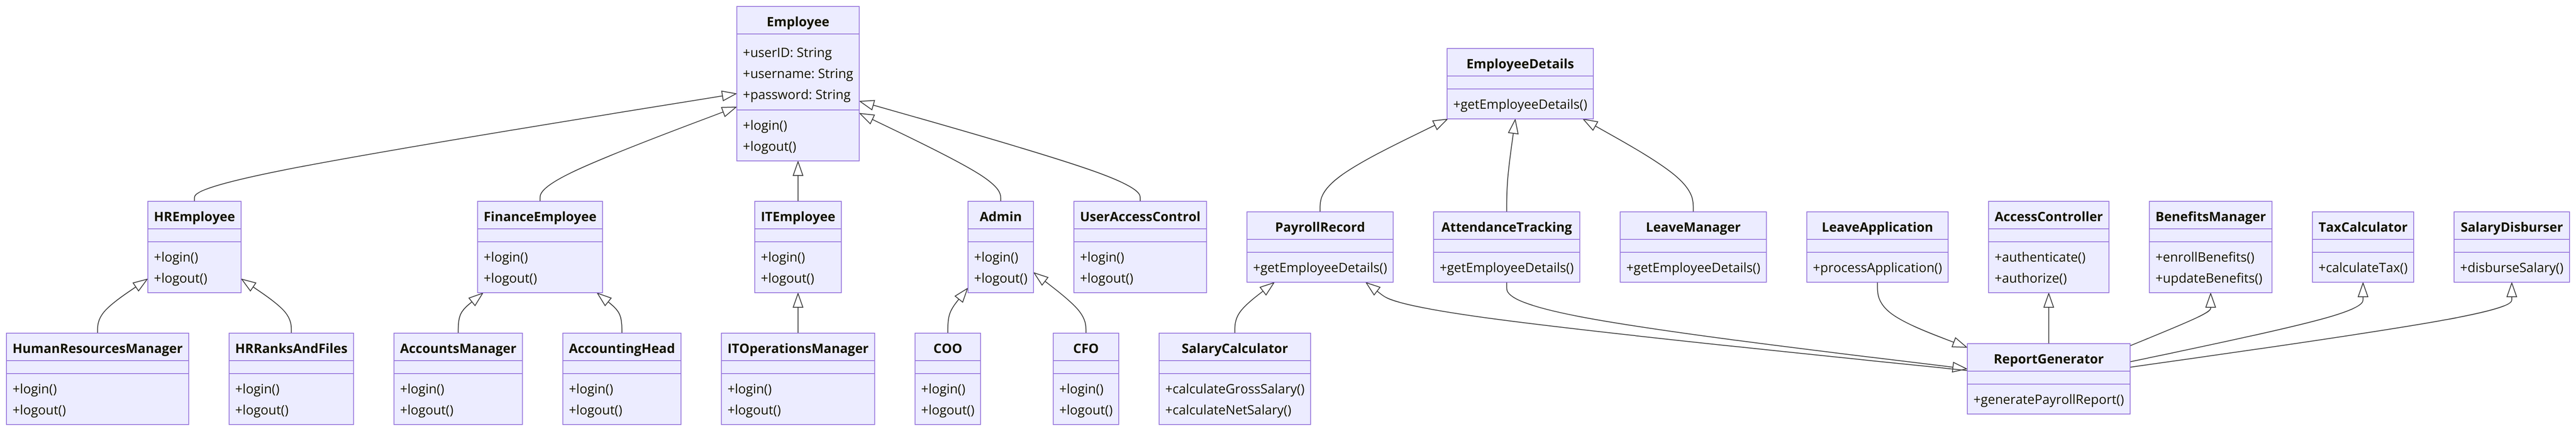 Employee
+userID: String
+username: String
+password: String
+login()
+logout()
EmployeeDetails
+getEmployeeDetails()
HREmployee
+login()
+logout()
FinanceEmployee
+login()
+logout()
ITEmployee
+login()
+logout()
Admin
+login()
+logout()
UserAccessControl
+login()
+logout()
PayrollRecord
+getEmployeeDetails()
AttendanceTracking
+getEmployeeDetails()
LeaveManager
+getEmployeeDetails()
LeaveApplication
+processApplication()
AccessController
+authenticate()
+authorize()
BenefitsManager
+enrollBenefits()
+updateBenefits()
TaxCalculator
+calculateTax()
SalaryDisburser
+disburseSalary()
HumanResourcesManager
+login()
+logout()
HRRanksAndFiles
+login()
+logout()
AccountsManager
+login()
+logout()
AccountingHead
+login()
+logout()
ITOperationsManager
+login()
+logout()
COO
+login()
+logout()
CFO
+login()
+logout()
SalaryCalculator
+calculateGrossSalary()
+calculateNetSalary()
ReportGenerator
+generatePayrollReport()